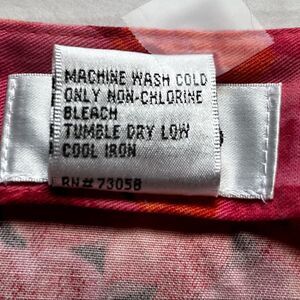 MACHINE WASH COLD
ONLY NON-CHLORINE
BLEACH
TUMBLE DRY LOW
COOL IRON
RN# 73058